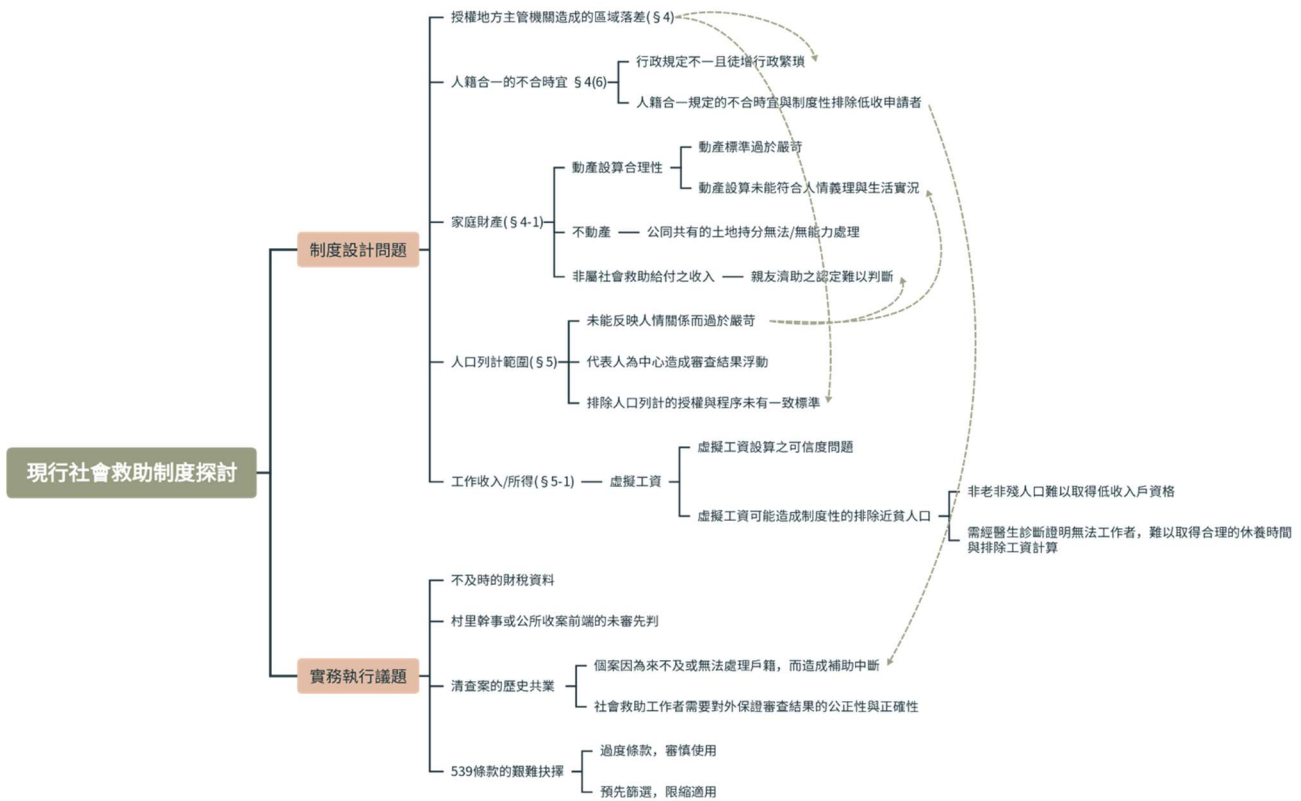 授權地方主管機關造成的區域落差(§4)
行政規定不一且徒增行政繁瑣
人籍合一的不合時宜 §4(6)
人籍合一規定的不合時宜與制度性排除低收申請者
動產標準過於嚴苛
動產設算合理性
動產設算未能符合人情義理與生活實況
家庭財產(§4-1)
不動產
公同共有的土地持分無法/無能力處理
制度設計問題
非屬社會救助給付之收入
親友濟助之認定難以判斷
未能反映人情關係而過於嚴苛
人口列計範圍(§5)
代表人為中心造成審查結果浮動
排除人口列計的授權與程序未有一致標準
虛擬工資設算之可信度問題
現行社會救助制度探討
工作收入/所得(§5-1)
虛擬工資
非老非殘人口難以取得低收入戶資格
虛擬工資可能造成制度性的排除近貧人口
需經醫生診斷證明無法工作者，難以取得合理的休養時間
與排除工資計算
不及時的財稅資料
村里幹事或公所收案前端的未審先判
個案因為來不及或無法處理戶籍，而造成補助中斷
實務執行議題
清查案的歷史共業
社會救助工作者需要對外保證審查結果的公正性與正確性
過度條款，審慎使用
539條款的艱難抉擇
預先篩選，限縮適用